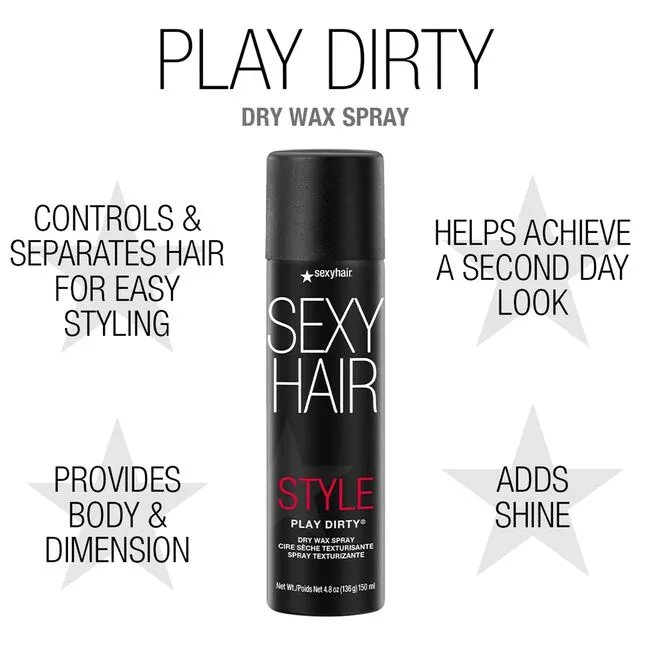 PLAY DIRTY
DRY WAX SPRAY
CONTROLS &
SEPARATES HAIR
FOR EASY
STYLING
HELPS ACHIEVE
A SECOND DAY
LOOK
PROVIDES
BODY &
DIMENSION
ADDS
SHINE
sexyhair.
SEXY
HAIR
STYLE
PLAY DIRTY®
DRY WAX SPRAY
CIRE SÈCHE TEXTURISANTE
SPRAY TEXTURIZANTE
Net Wt./Poids Net 4.8 oz (136 g) 150 ml